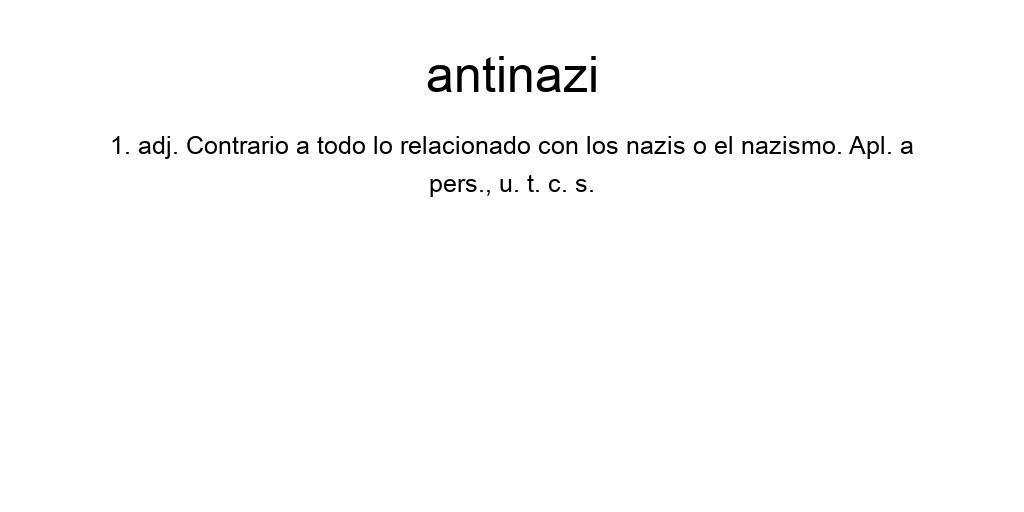 antinazi
1. adj. Contrario a todo lo relacionado con los nazis o el nazismo. Apl. a
pers., u. t. c. s.